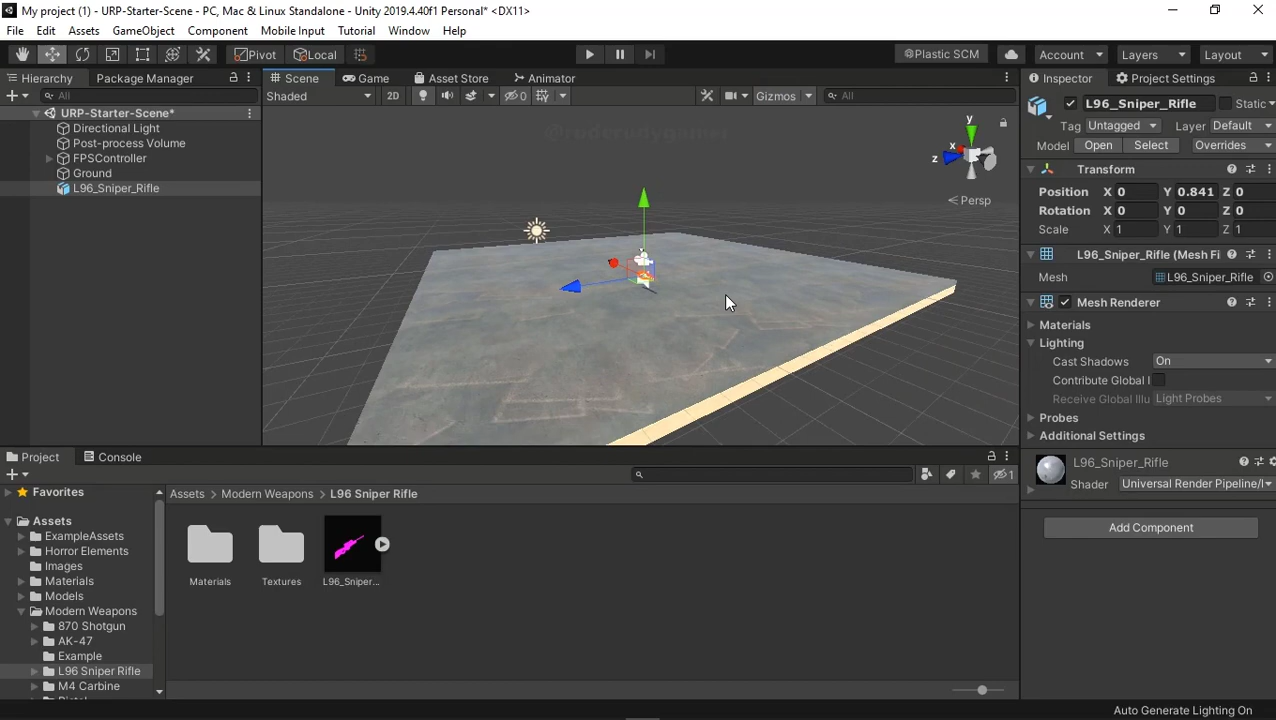 My project (1) - URP-Starter-Scene - PC, Mac & Linux Standalone - Unity 2019.4.40f1 Personal* <DX11>
File Edit Assets GameObject Component Mobile Input Tutorial Window Help
Pivot Local Plastic SCM Account Layers Layout
Hierarchy Package Manager Scene Game Asset Store Animator Inspector Project Settings
All Shaded 2D 0 Gizmos All L96_Sniper_Rifle Static
URP-Starter-Scene* Tag Untagged Layer Default
Directional Light
Post-process Volume Model Open Select Overrides
FPSController
Ground
L96_Sniper_Rifle
@rudecrudygamer
y
x
z
Persp
Transform
Position X 0 Y 0.841 Z 0
Rotation X 0 Y 0 Z 0
Scale X 1 Y 1 Z 1
L96_Sniper_Rifle (Mesh Fi
Mesh L96_Sniper_Rifle
Mesh Renderer
Materials
Lighting
Cast Shadows On
Contribute Global I
Receive Global Illu Light Probes
Probes
Additional Settings
L96_Sniper_Rifle
Shader Universal Render Pipeline/l
Add Component
Project Console
1
Favorites Assets Modern Weapons L96 Sniper Rifle
Assets
ExampleAssets
Horror Elements
Images
Materials
Models
Modern Weapons
870 Shotgun
AK-47
Example
L96 Sniper Rifle
M4 Carbine
Materials Textures L96_Sniper...
Auto Generate Lighting On